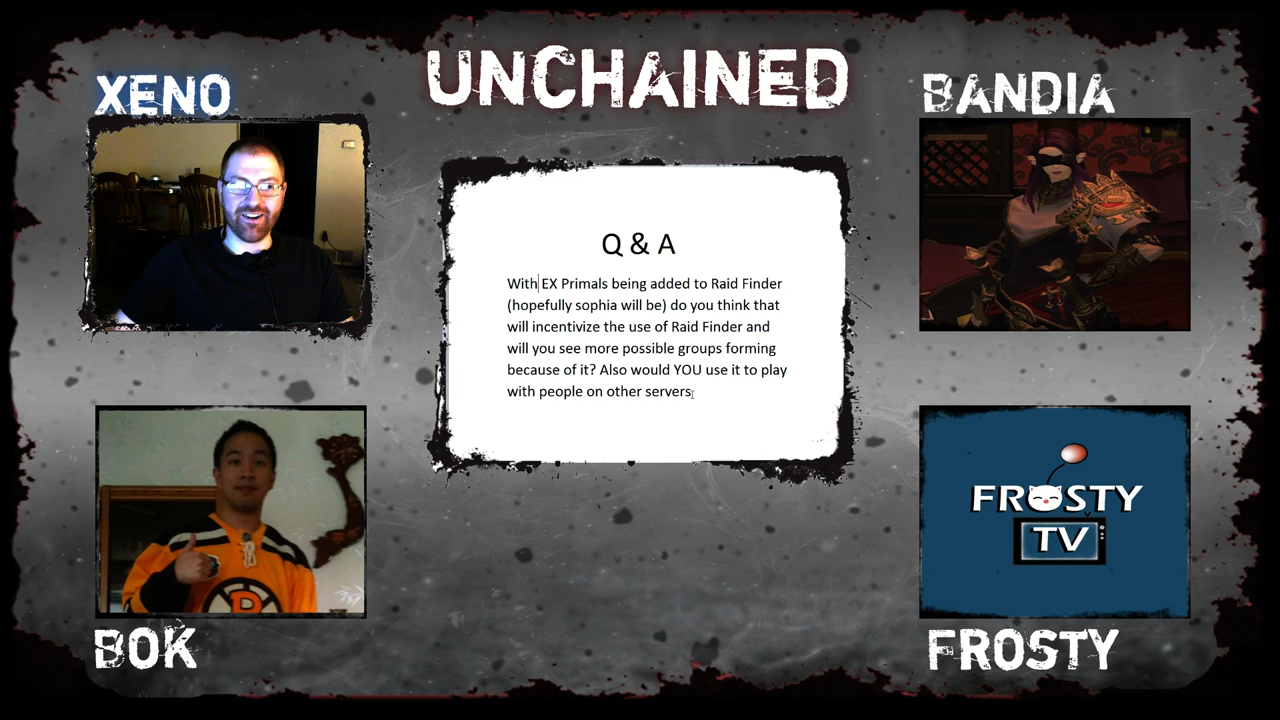 UNCHAINED
XENO
BANDIA
Q & A
With EX Primals being added to Raid Finder
(hopefully sophia will be) do you think that
will incentivize the use of Raid Finder and
will you see more possible groups forming
because of it? Also would YOU use it to play
with people on other servers
FROSTY
TV
BOK
FROSTY